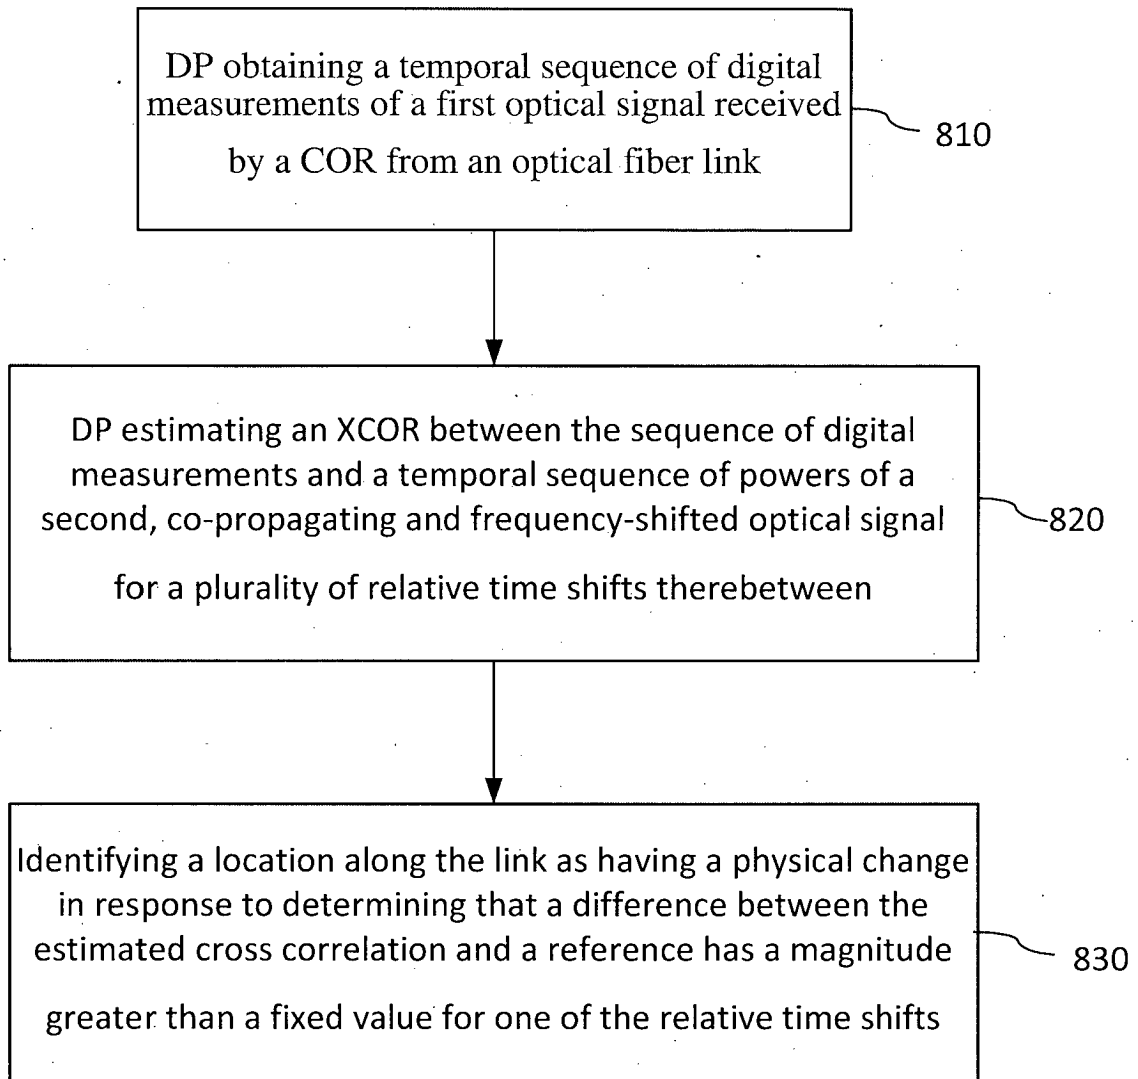 DP obtaining a temporal sequence of digital
measurements of a first optical signal received
by a COR from an optical fiber link
810
DP estimating an XCOR between the sequence of digital
measurements and a temporal sequence of powers of a
second, co-propagating and frequency-shifted optical signal
for a plurality of relative time shifts therebetween
820
Identifying a location along the link as having a physical change
in response to determining that a difference between the
estimated cross correlation and a reference has a magnitude
greater than a fixed value for one of the relative time shifts
830